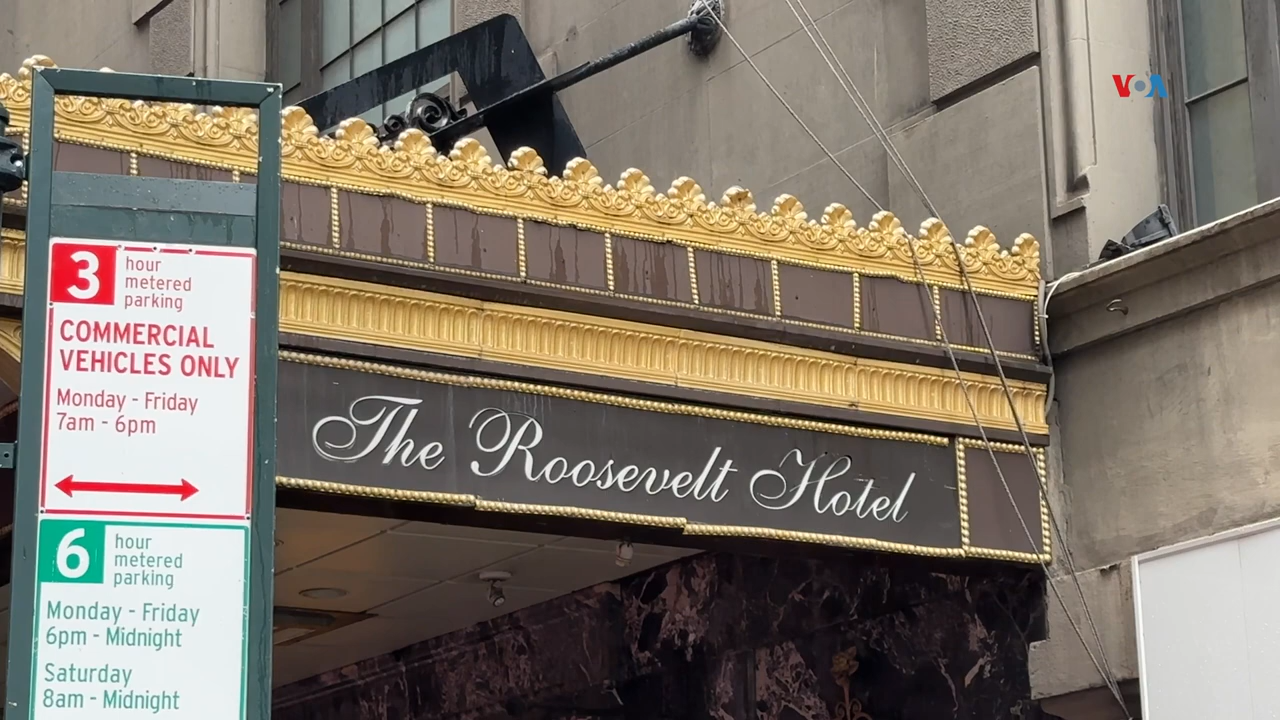 VOA
3 hour
metered
parking
COMMERCIAL
VEHICLES ONLY
Monday - Friday
7am - 6pm
6 hour
metered
parking
Monday - Friday
6pm - Midnight
Saturday
8am - Midnight
The Roosevelt Hotel